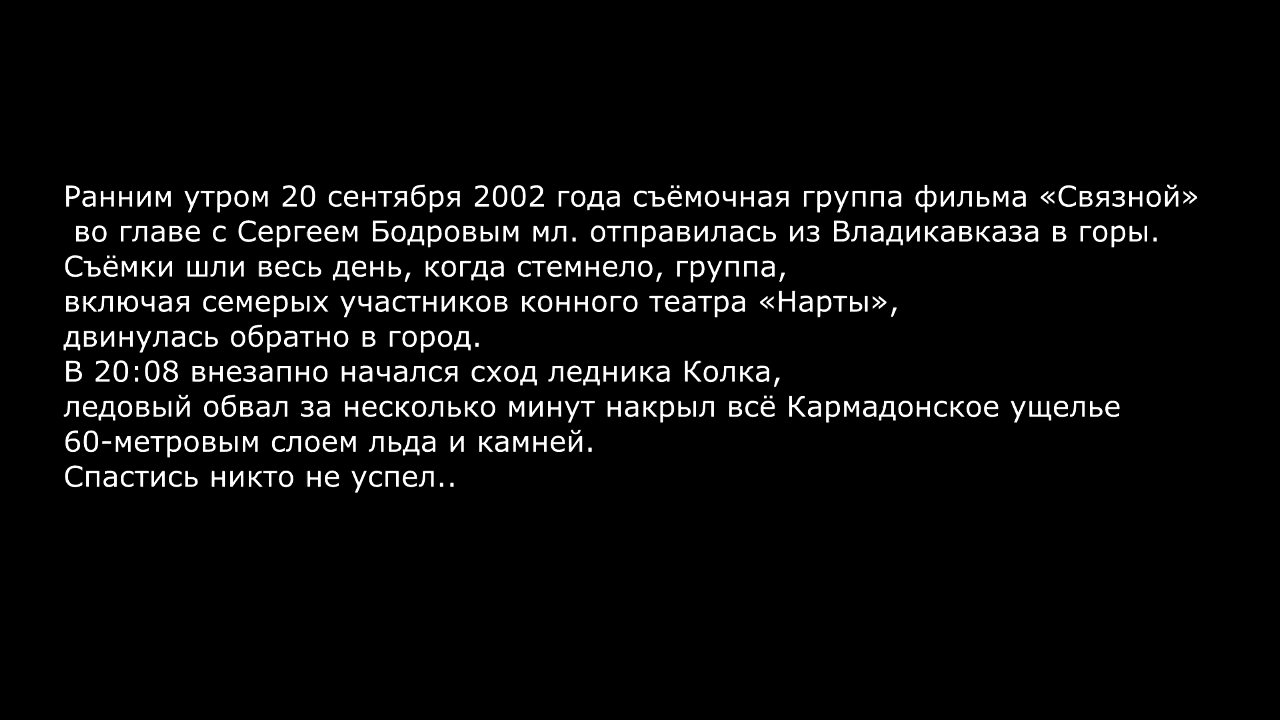 Ранним утром 20 сентября 2002 года съёмочная группа фильма «Связной»
во главе с Сергеем Бодровым мл. отправилась из Владикавказа в горы.
Съёмки шли весь день, когда стемнело, группа,
включая семерых участников конного театра «Нарты»,
двинулась обратно в город.
В 20:08 внезапно начался сход ледника Колка,
ледовый обвал за несколько минут накрыл всё Кармадонское ущелье
60-метровым слоем льда и камней.
Спастись никто не успел..